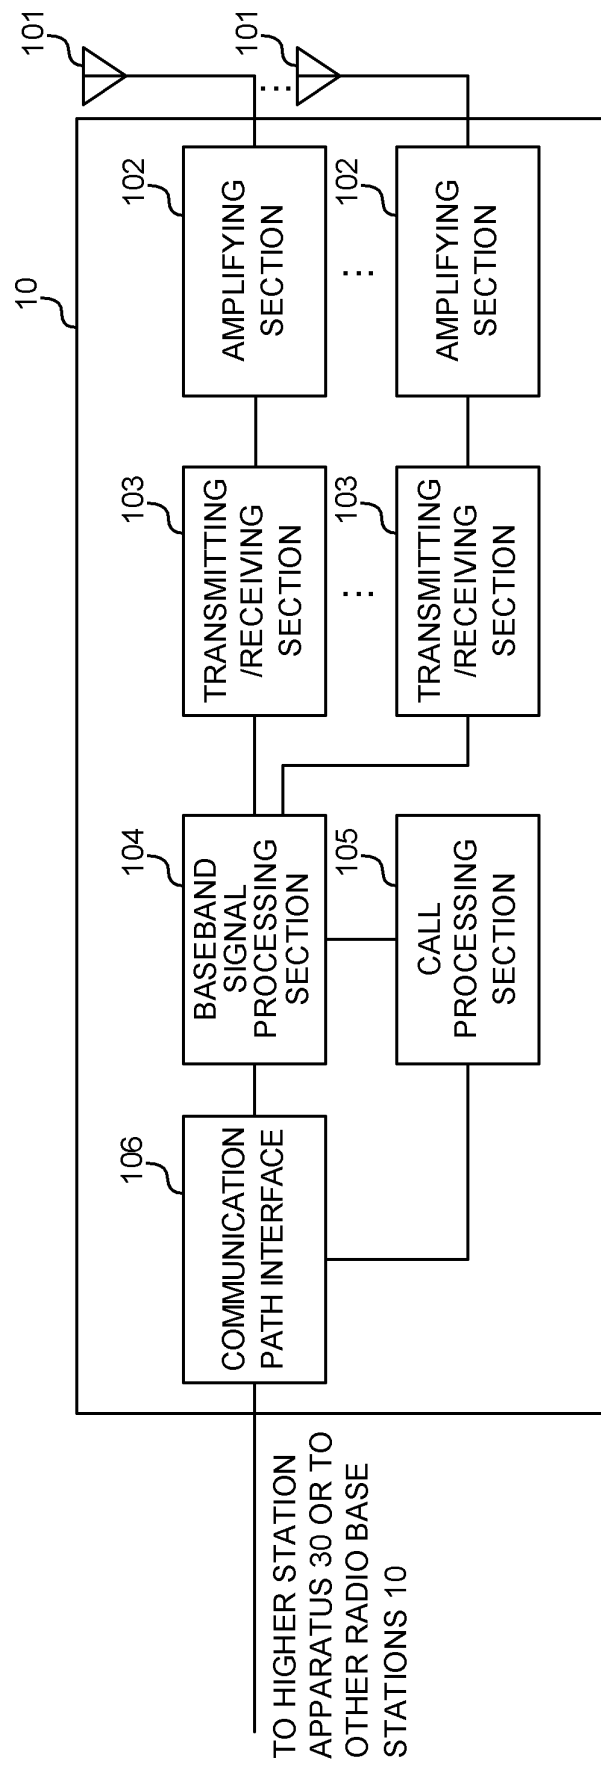 10
101
101
102
AMPLIFYING
SECTION
102
AMPLIFYING
SECTION
...
...
103
TRANSMITTING
/RECEIVING
SECTION
103
TRANSMITTING
/RECEIVING
SECTION
...
104
BASEBAND
SIGNAL
PROCESSING
SECTION
105
CALL
PROCESSING
SECTION
106
COMMUNICATION
PATH INTERFACE
TO HIGHER STATION
APPARATUS 30 OR TO
OTHER RADIO BASE
STATIONS 10